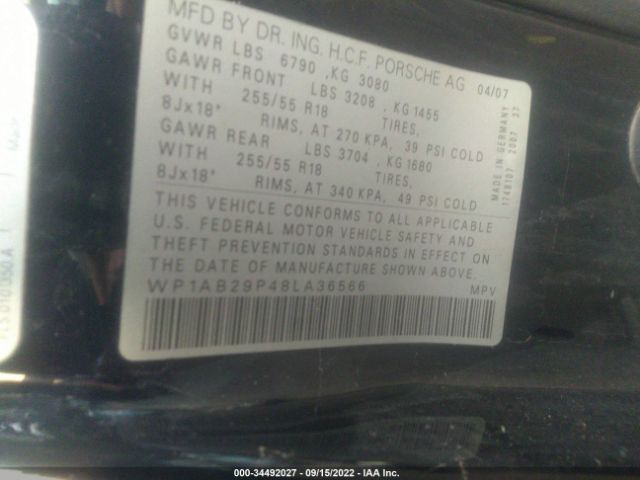 MFD BY DR. ING. H.C.F. PORSCHE AG 04/07
GVWR LBS 6790 ,KG 3080
GAWR FRONT LBS 3208 , KG 1455
WITH 255/55 R18 TIRES,
8Jx18" RIMS, AT 270 KPA, 39 PSI COLD
GAWR REAR LBS 3704 , KG 1680
WITH 255/55 R18 TIRES,
8Jx18" RIMS, AT 340 KPA, 49 PSI COLD
THIS VEHICLE CONFORMS TO ALL APPLICABLE
U.S. FEDERAL MOTOR VEHICLE SAFETY AND
THEFT PREVENTION STANDARDS IN EFFECT ON
THE DATE OF MANUFACTURE SHOWN ABOVE.
WP1AB29P48LA36566 MPV
MADE IN GERMANY
1748107 2007 27
000-34492027 - 09/15/2022 - IAA Inc.